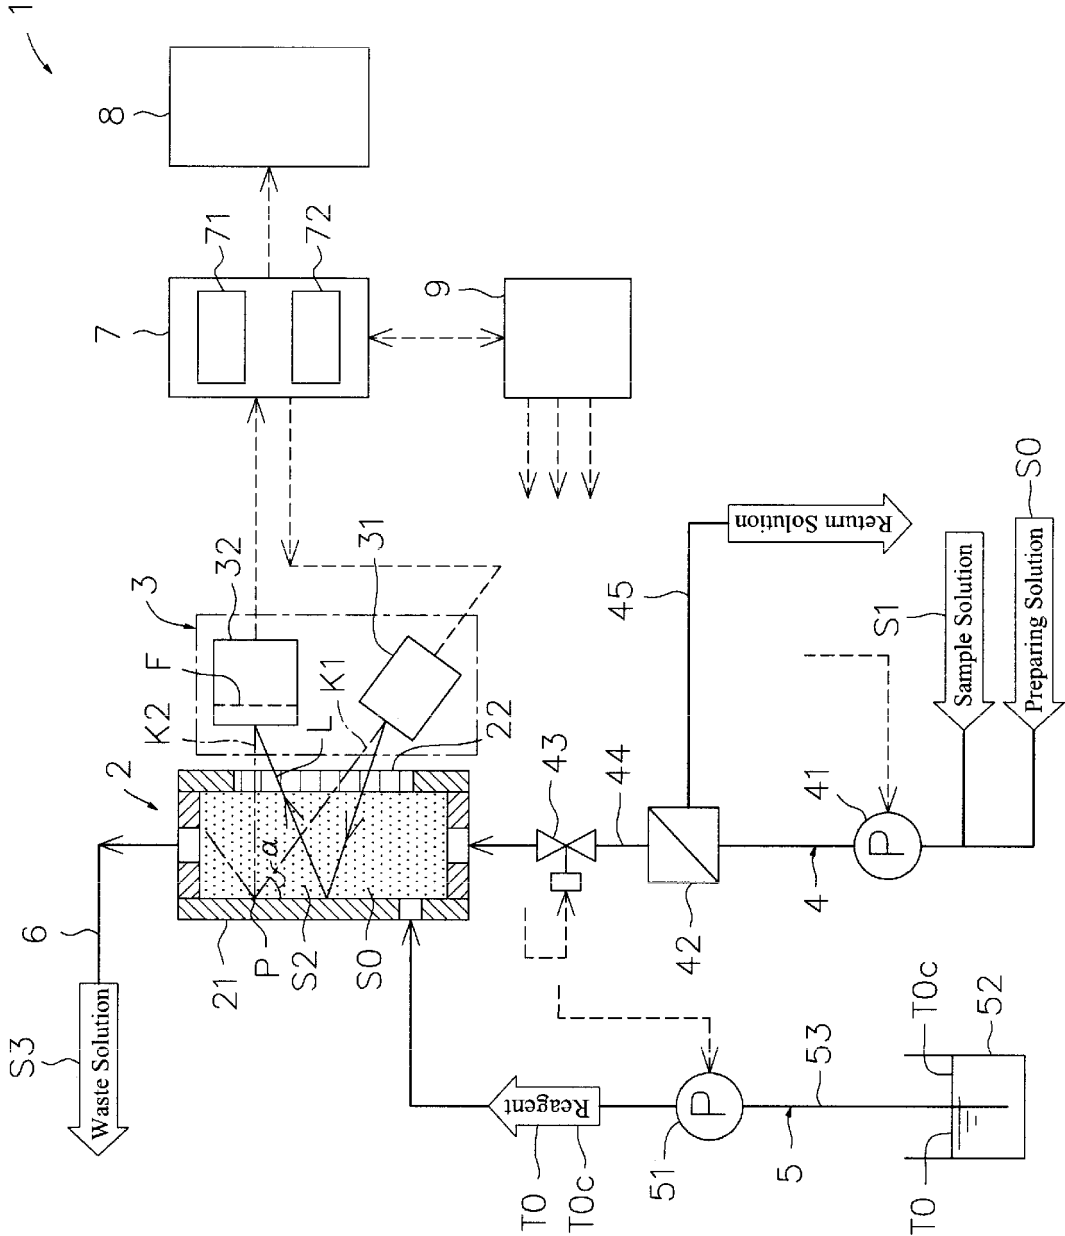 1
8
71
72
7
9
3
32
F
K2
31
K1
L
22
2
α
P
S2
S0
21
6
S3
Waste Solution
43
44
45
Return Solution
42
41
P
4
S1
Sample Solution
S0
Preparing Solution
Reagent
T0
T0c
51
P
5
53
T0c
52
T0